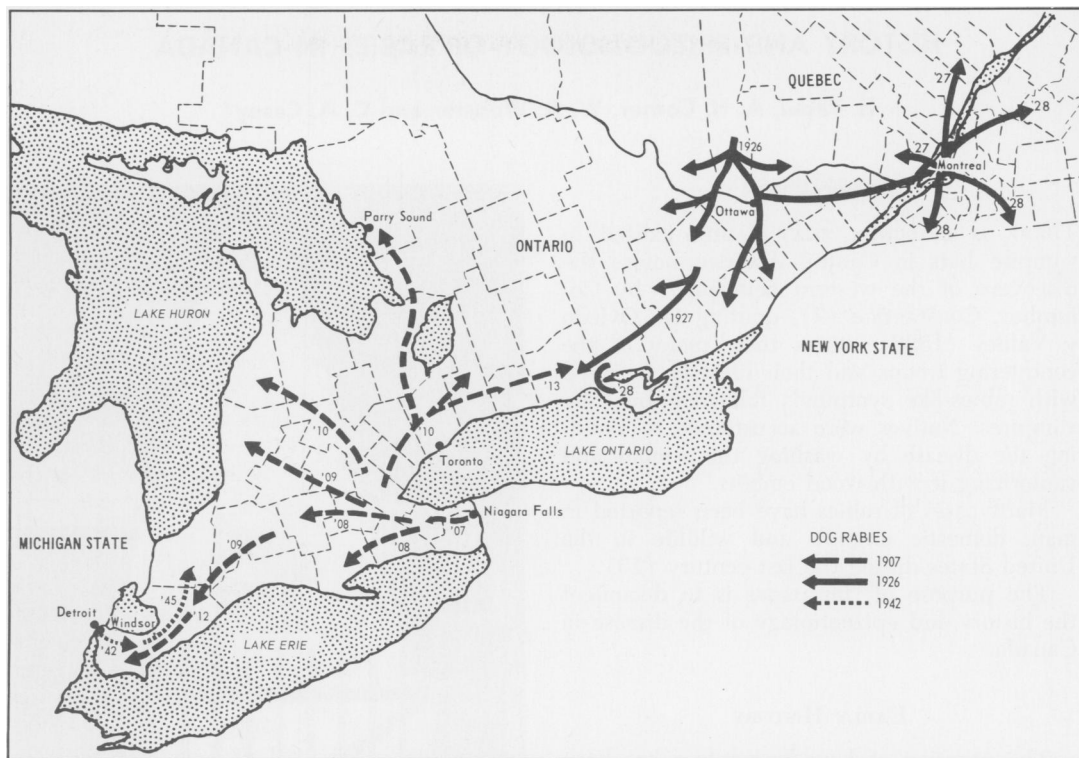 QUEBEC
'27
'28
1926
'27
Montreal
Ottawa
'28
'28
Parry Sound
ONTARIO
LAKE HURON
1927
NEW YORK STATE
'13
28
'10
'10
Toronto
LAKE ONTARIO
'09
Niagara Falls
'08
'07
DOG RABIES
MICHIGAN STATE
'09
'08
1907
'45
1926
Detroit
Windsor
'12
1942
'42
LAKE ERIE